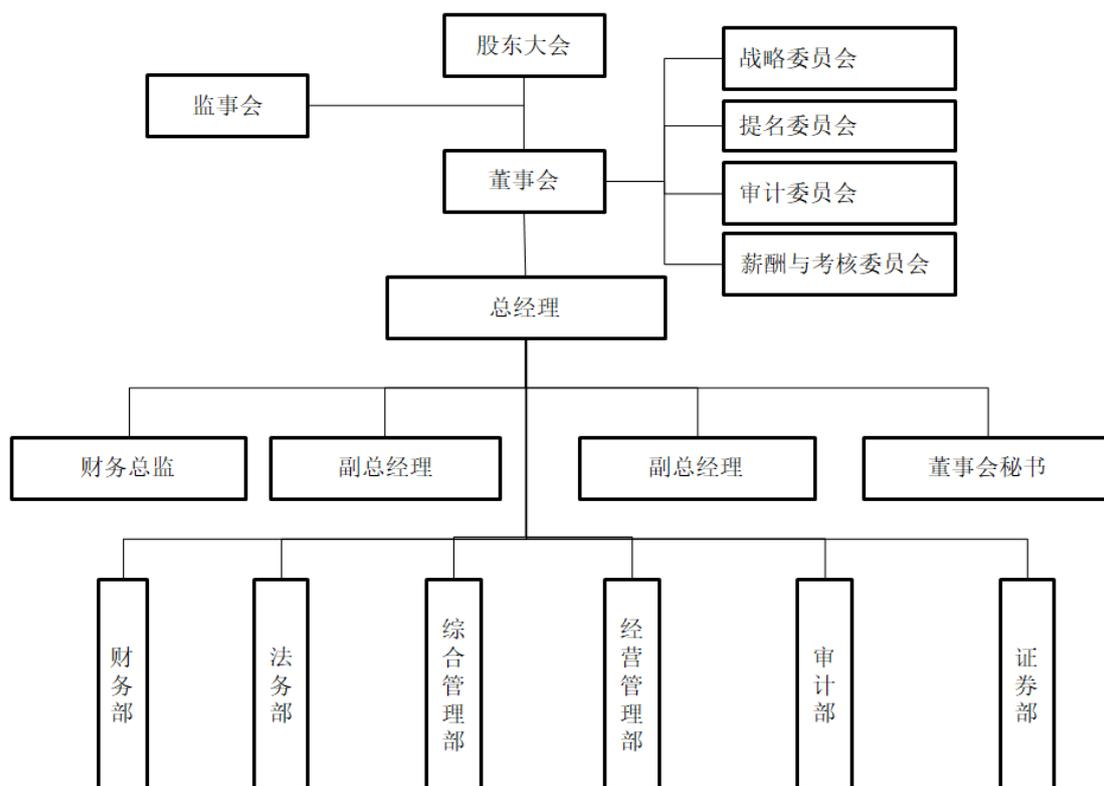 股东大会
战略委员会
监事会
提名委员会
董事会
审计委员会
薪酬与考核委员会
总经理
财务总监
副总经理
副总经理
董事会秘书
财务部
法务部
综合管理部
经营管理部
审计部
证券部